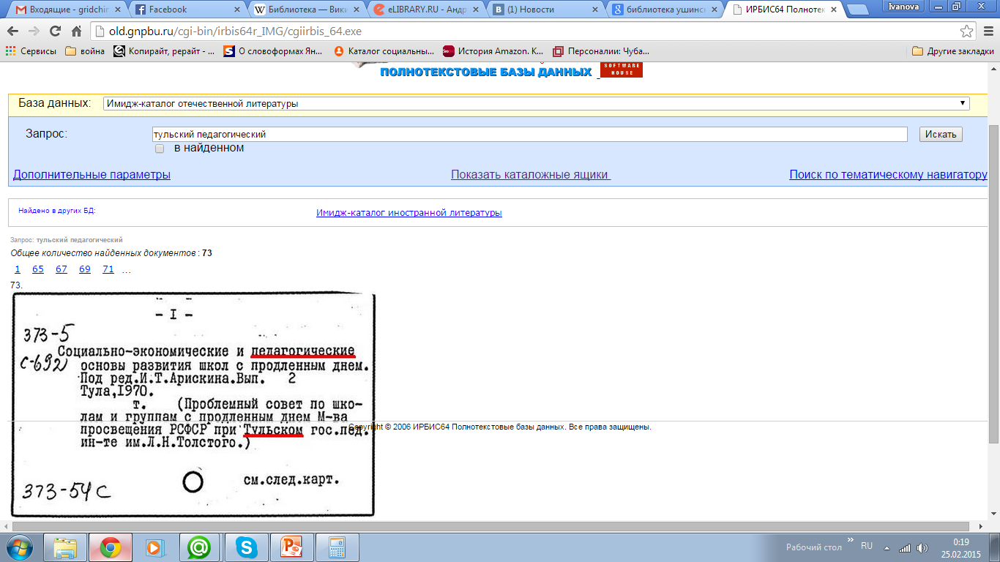 Входящие - gridchin
Facebook
Библиотека — Вики
eLIBRARY.RU - Андр
(1) Новости
библиотека ушинс
ИРБИС64 Полнотек
Ivanova
old.gnpbu.ru/cgi-bin/irbis64r_IMG/cgiirbis_64.exe
Сервисы
война
Копирайт, рерайт - ...
О словоформах Ян...
Каталог социальны...
История Amazon. К...
Персоналии: Чуба...
Другие закладки
ПОЛНОТЕКСТОВЫЕ БАЗЫ ДАННЫХ
SOFTWARE
HOUSE
База данных:
Имидж-каталог отечественной литературы
Запрос:
тульский педагогический
Искать
в найденном
Дополнительные параметры
Показать каталожные ящики
Поиск по тематическому навигатору
Найдено в других БД:
Имидж-каталог иностранной литературы
Запрос: тульский педагогический
Общее количество найденных документов : 73
1 65 67 69 71 ...
73.
- I -
373-5
Социально-экономические и педагогические
С-692
основы развития школ с продленным днем.
Под ред.И.Т.Арискина.Вып. 2
Тула,1970.
т. (Проблемный совет по шко-
лам и группам с продленным днем М-ва
Copyright © 2006 ИРБИС64 Полнотекстовые базы данных. Все права защищены.
просвещения РСФСР при Тульском гос.пед.
ин-те им.Л.Н.Толстого.)
см.след.карт.
373-54 С
Рабочий стол
RU
0:19
25.02.2015